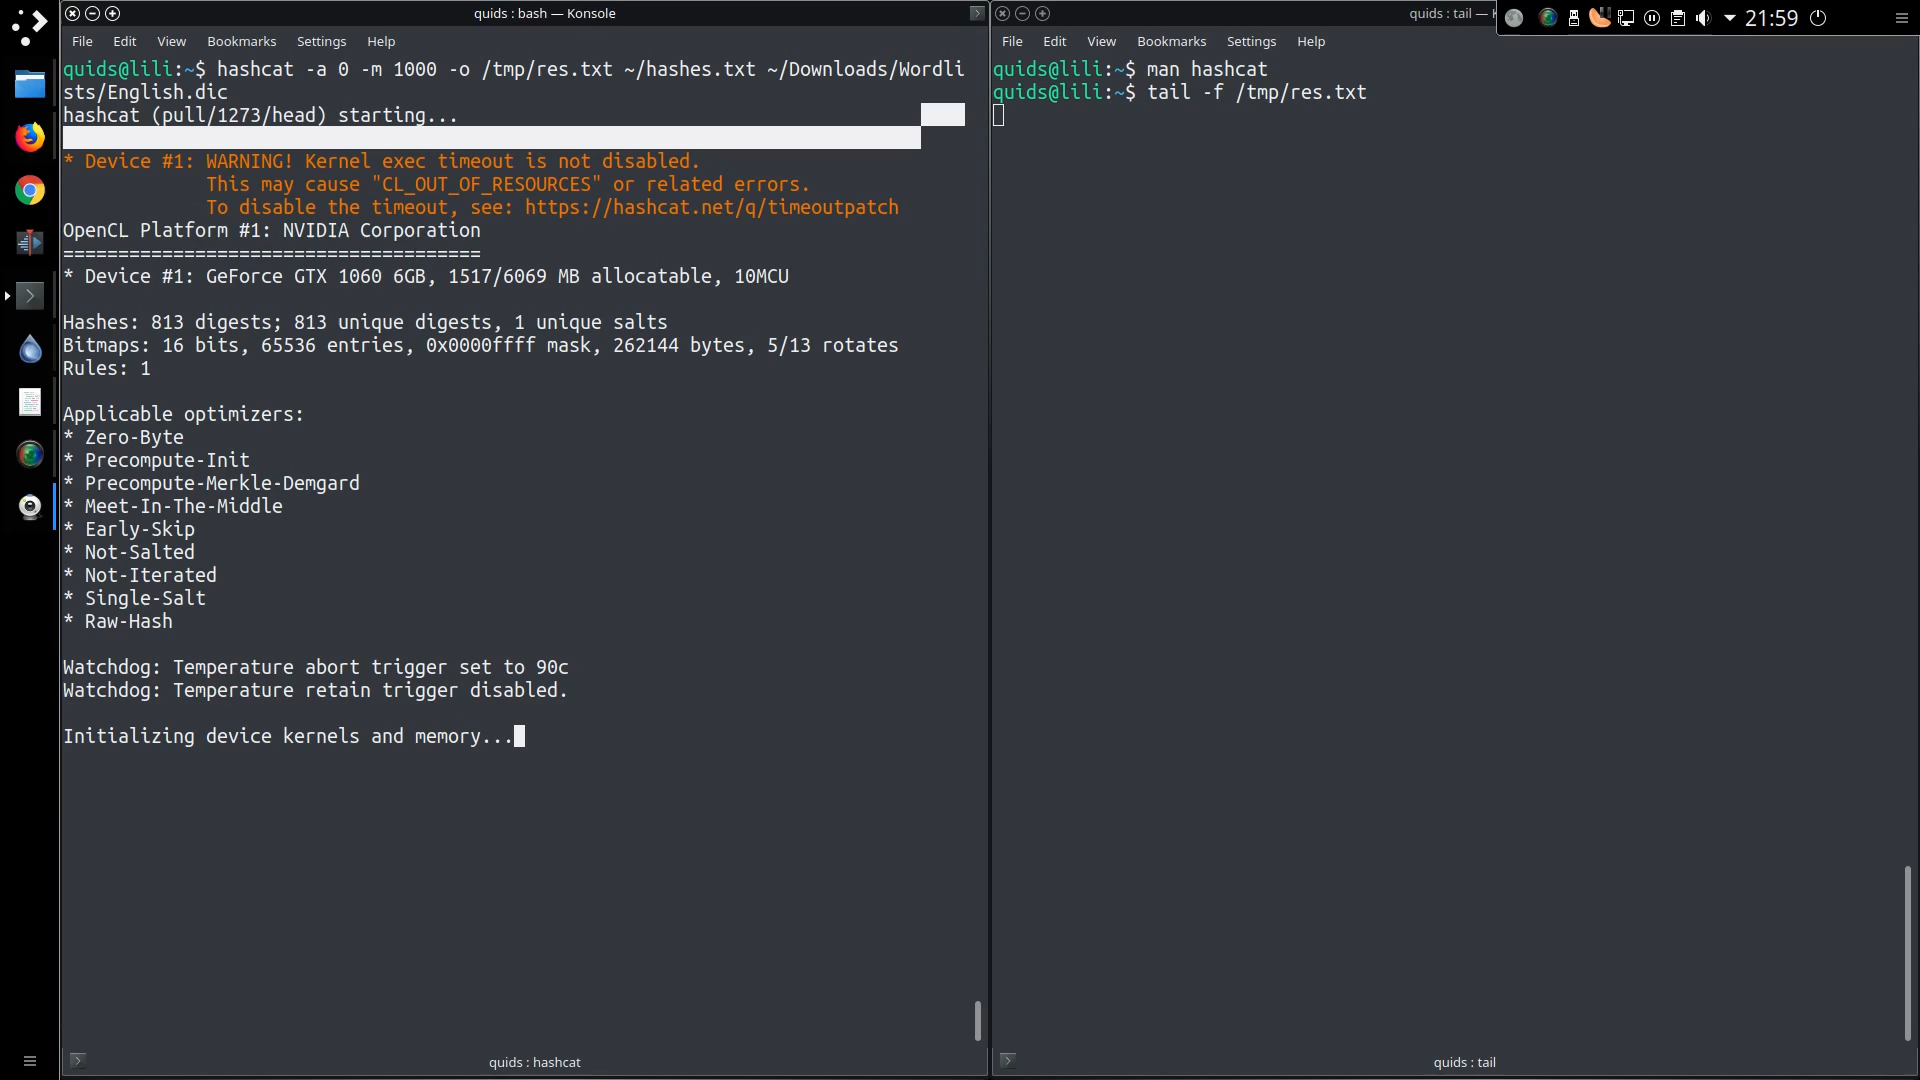 quids : bash — Konsole
File Edit View Bookmarks Settings Help
quids@lili:~$ hashcat -a 0 -m 1000 -o /tmp/res.txt ~/hashes.txt ~/Downloads/Wordli
sts/English.dic
hashcat (pull/1273/head) starting...
* Device #1: WARNING! Kernel exec timeout is not disabled.
This may cause "CL_OUT_OF_RESOURCES" or related errors.
To disable the timeout, see: https://hashcat.net/q/timeoutpatch
OpenCL Platform #1: NVIDIA Corporation
======================================
* Device #1: GeForce GTX 1060 6GB, 1517/6069 MB allocatable, 10MCU
Hashes: 813 digests; 813 unique digests, 1 unique salts
Bitmaps: 16 bits, 65536 entries, 0x0000ffff mask, 262144 bytes, 5/13 rotates
Rules: 1
Applicable optimizers:
* Zero-Byte
* Precompute-Init
* Precompute-Merkle-Demgard
* Meet-In-The-Middle
* Early-Skip
* Not-Salted
* Not-Iterated
* Single-Salt
* Raw-Hash
Watchdog: Temperature abort trigger set to 90c
Watchdog: Temperature retain trigger disabled.
Initializing device kernels and memory...
quids : hashcat
quids : tail —
21:59
File Edit View Bookmarks Settings Help
quids@lili:~$ man hashcat
quids@lili:~$ tail -f /tmp/res.txt
quids : tail